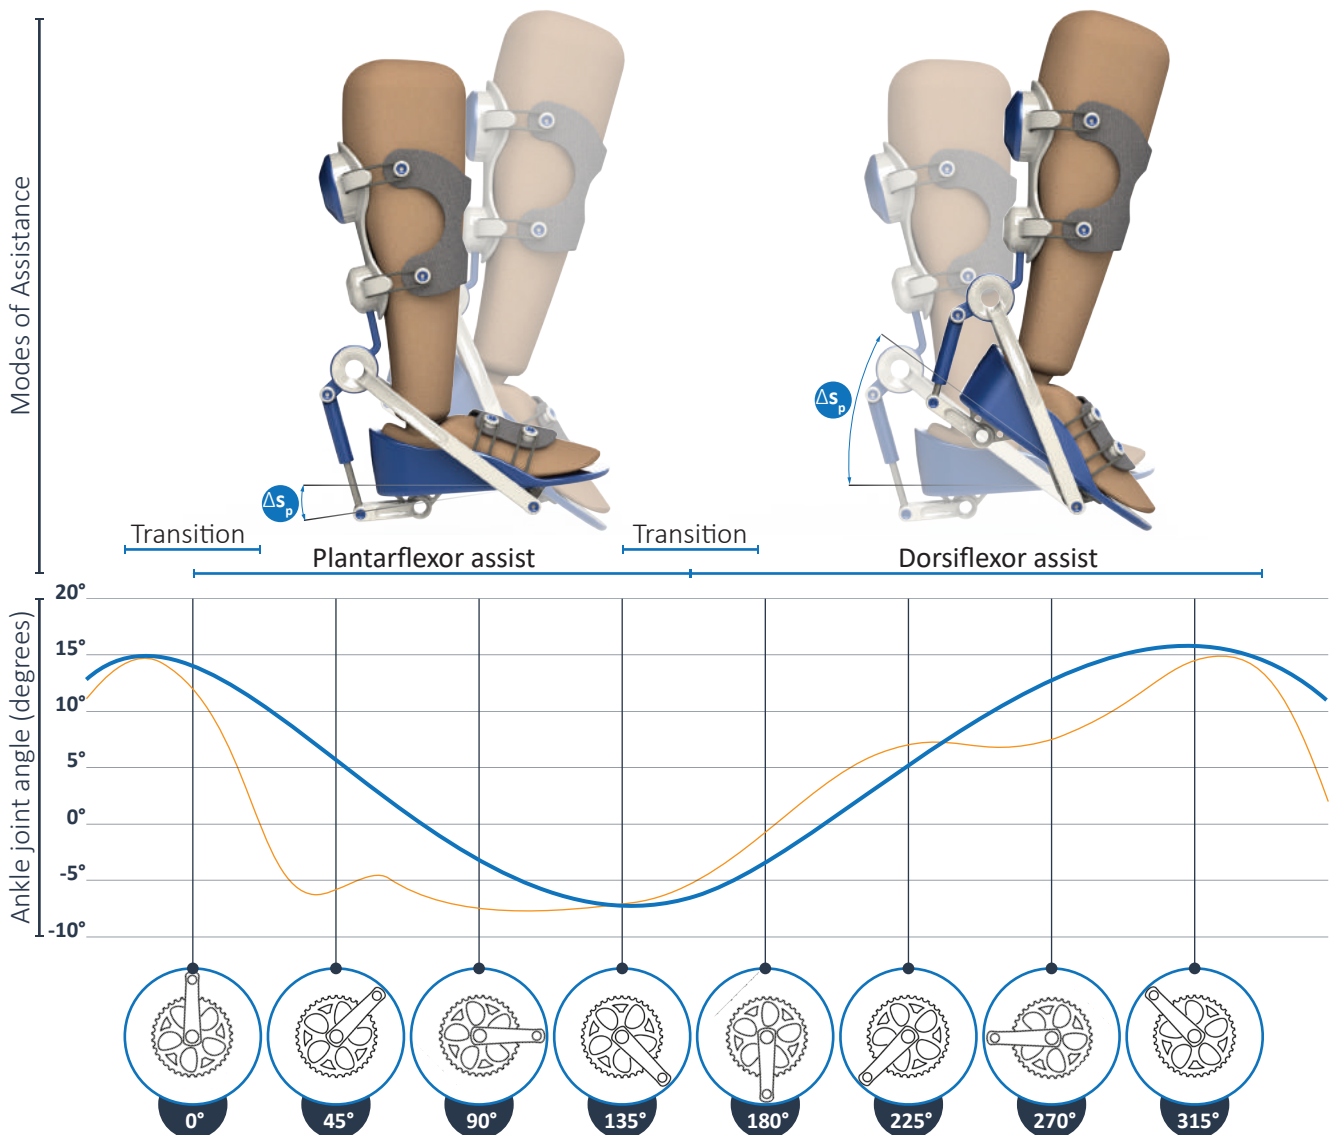 Modes of Assistance
Δsp
Δsp
Transition
Transition
Plantarflexor assist
Dorsiflexor assist
Ankle joint angle (degrees)
20°
15°
10°
5°
0°
-5°
-10°
0° 45° 90° 135° 180° 225° 270° 315°